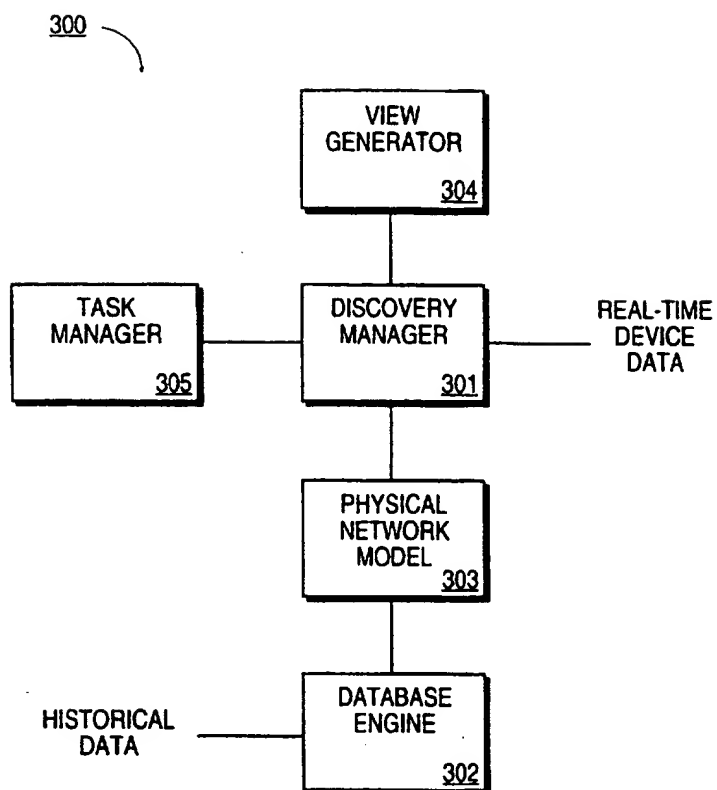 300
VIEW
GENERATOR
304
TASK
MANAGER
305
DISCOVERY
MANAGER
301
REAL-TIME
DEVICE
DATA
PHYSICAL
NETWORK
MODEL
303
HISTORICAL
DATA
DATABASE
ENGINE
302